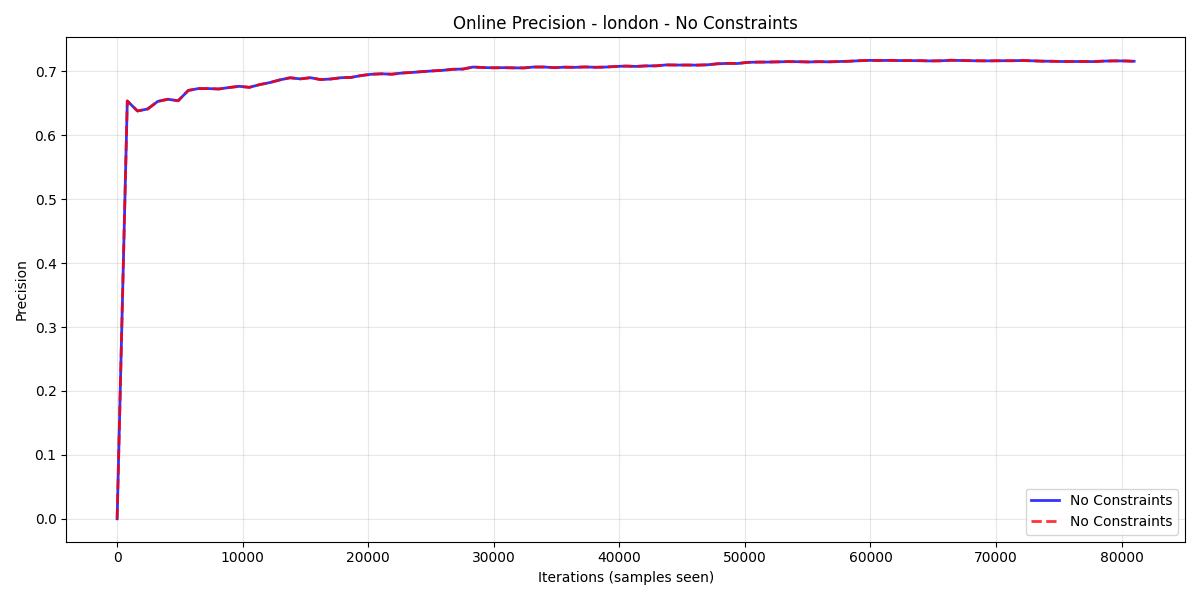 Online Precision - london - No Constraints
Precision
0.7
0.6
0.5
0.4
0.3
0.2
0.1
0.0
0 10000 20000 30000 40000 50000 60000 70000 80000
Iterations (samples seen)
No Constraints
No Constraints